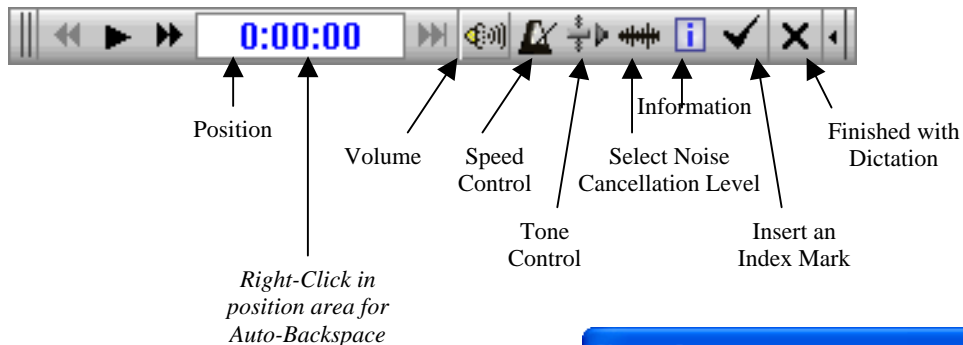 0:00:00
i
Position
Volume
Speed
Control
Tone
Control
Select Noise
Cancellation Level
Information
Insert an
Index Mark
Finished with
Dictation
Right-Click in
position area for
Auto-Backspace